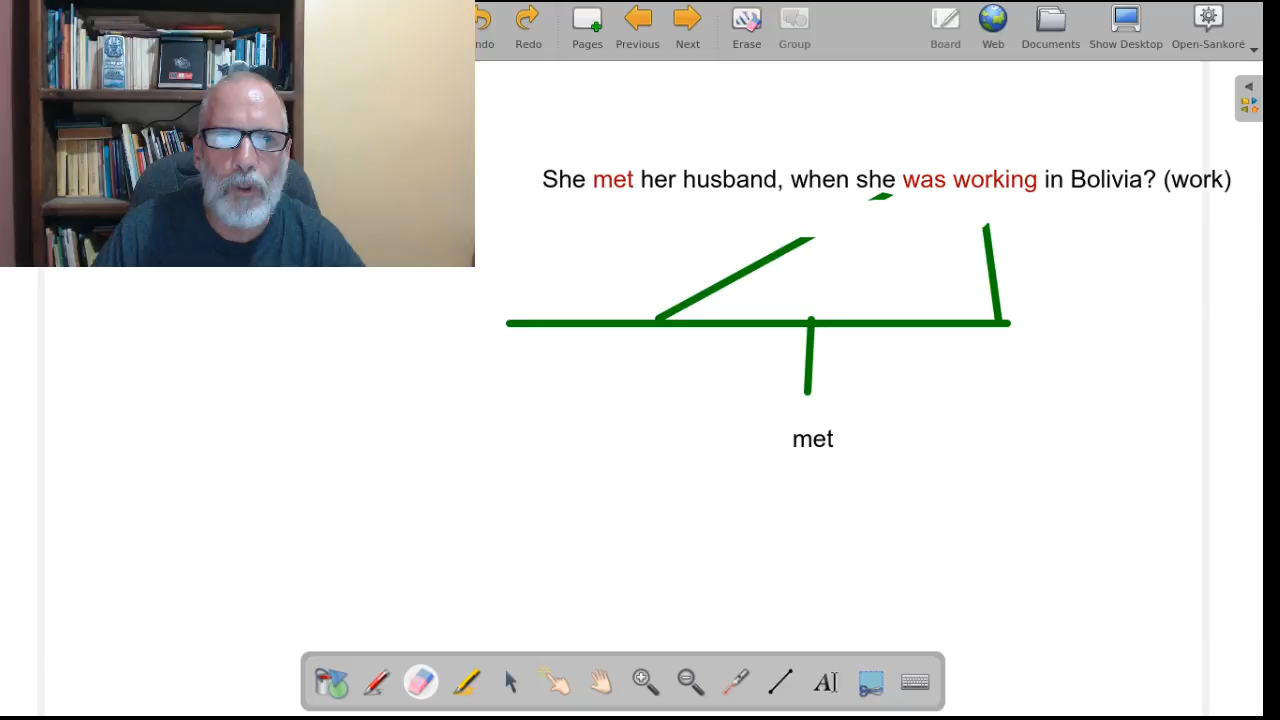 ndo Redo Pages Previous Next Erase Group Board Web Documents Show Desktop Open-Sankoré
She met her husband, when she was working in Bolivia? (work)
met
AI